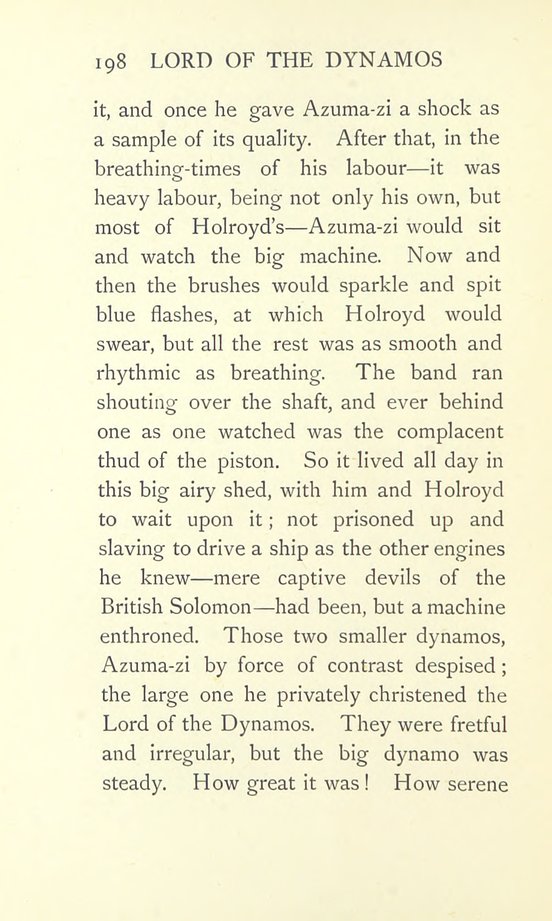 198 LORD OF THE DYNAMOS
it, and once he gave Azuma-zi a shock as
a sample of its quality. After that, in the
breathing-times of his labour—it was
heavy labour, being not only his own, but
most of Holroyd's—Azuma-zi would sit
and watch the big machine. Now and
then the brushes would sparkle and spit
blue flashes, at which Holroyd would
swear, but all the rest was as smooth and
rhythmic as breathing. The band ran
shouting over the shaft, and ever behind
one as one watched was the complacent
thud of the piston. So it lived all day in
this big airy shed, with him and Holroyd
to wait upon it ; not prisoned up and
slaving to drive a ship as the other engines
he knew—mere captive devils of the
British Solomon—had been, but a machine
enthroned. Those two smaller dynamos,
Azuma-zi by force of contrast despised ;
the large one he privately christened the
Lord of the Dynamos. They were fretful
and irregular, but the big dynamo was
steady. How great it was ! How serene